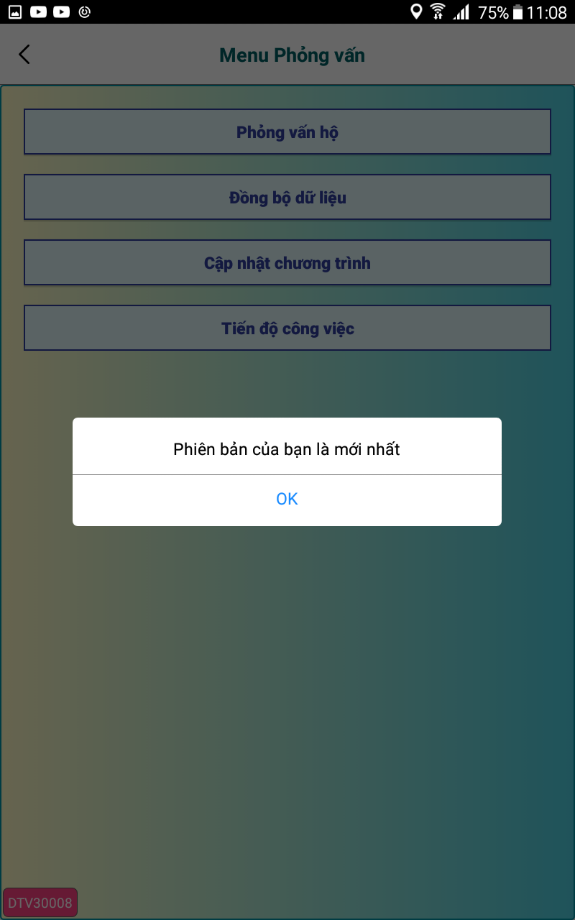 75% 11:08
Menu Phỏng vấn
Phỏng vấn hộ
Đồng bộ dữ liệu
Cập nhật chương trình
Tiến độ công việc
Phiên bản của bạn là mới nhất
OK
DTV30008